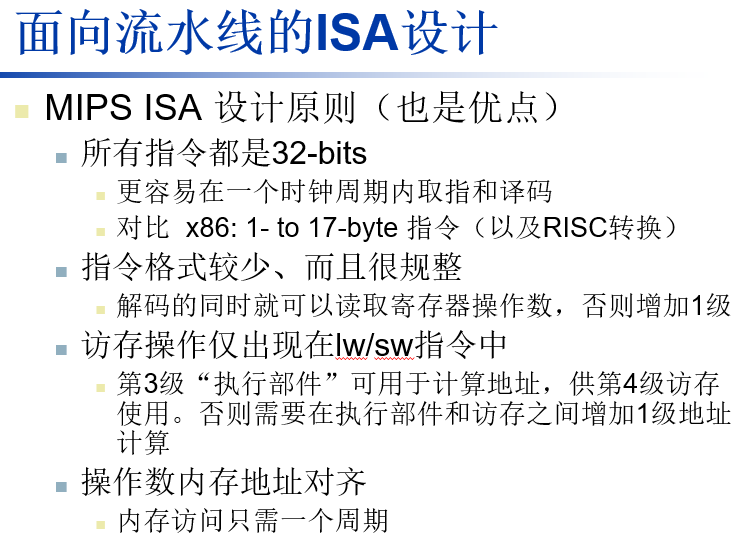 面向流水线的ISA设计
MIPS ISA 设计原则（也是优点）
所有指令都是32-bits
更容易在一个时钟周期内取指和译码
对比 x86: 1- to 17-byte 指令（以及RISC转换）
指令格式较少、而且很规整
解码的同时就可以读取寄存器操作数，否则增加1级
访存操作仅出现在lw/sw指令中
第3级“执行部件”可用于计算地址，供第4级访存
使用。否则需要在执行部件和访存之间增加1级地址
计算
操作数内存地址对齐
内存访问只需一个周期